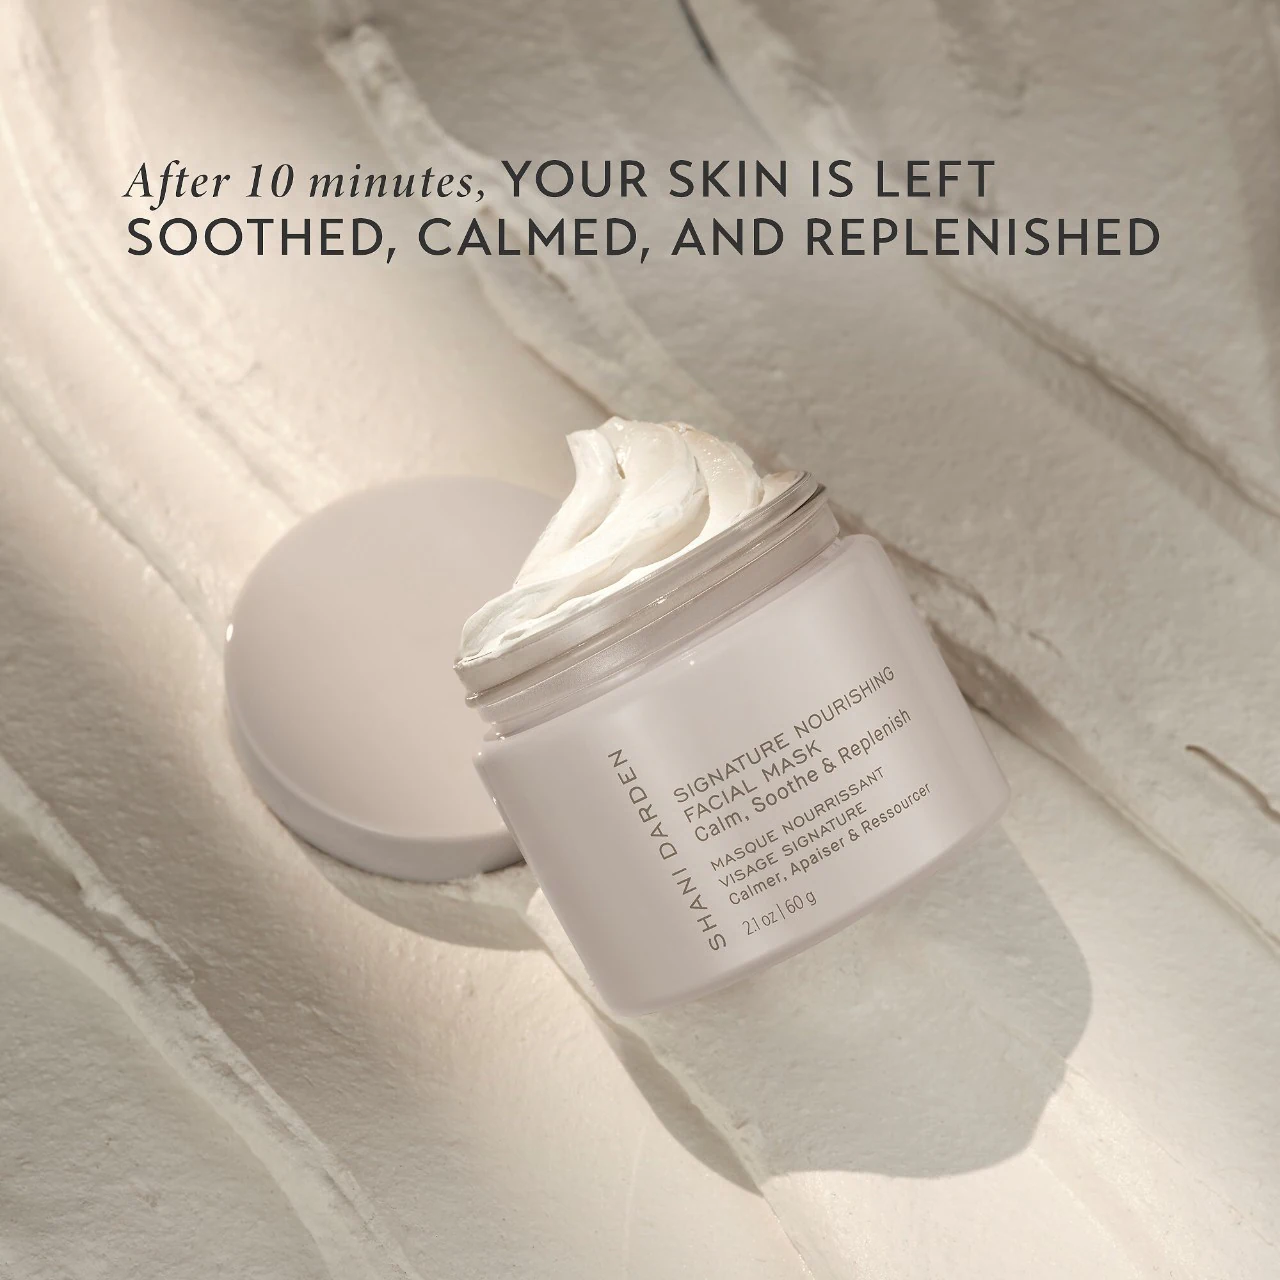 After 10 minutes, YOUR SKIN IS LEFT
SOOTHED, CALMED, AND REPLENISHED
SHANI DARDEN
SIGNATURE NOURISHING
FACIAL MASK
Calm, Soothe & Replenish
MASQUE NOURRISSANT
VISAGE SIGNATURE
Calmer, Apaiser & Ressourcer
2.1 oz | 60 g